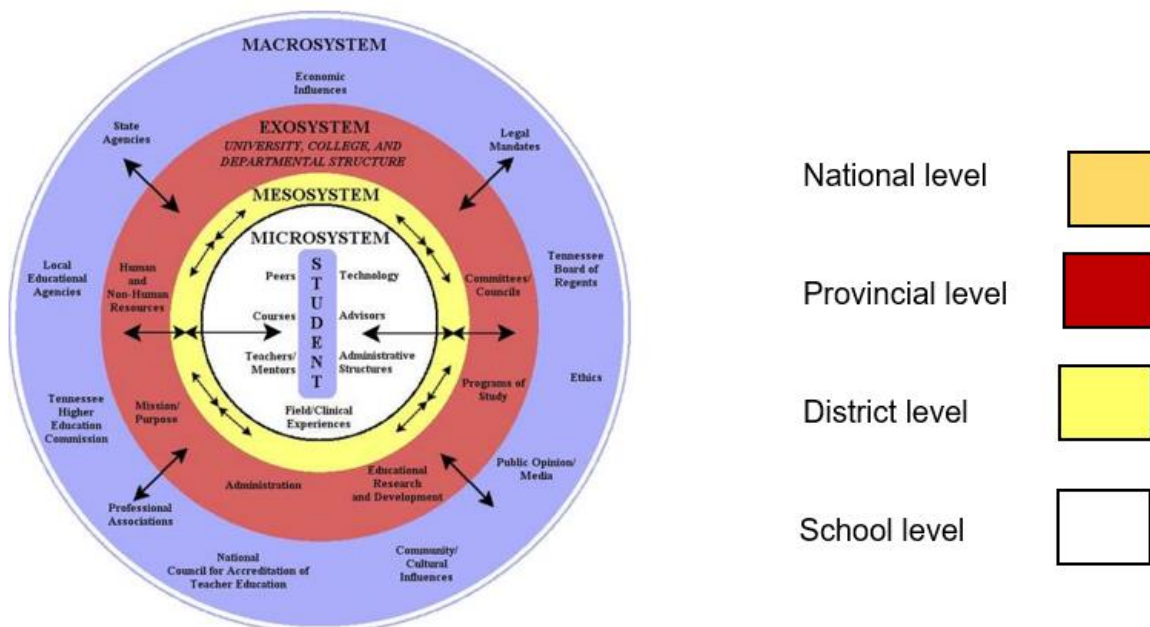 MACROSYSTEM
Economic
Influences
State
Agencies
Legal
Mandates
EXOSYSTEM
UNIVERSITY, COLLEGE, AND
DEPARTMENTAL STRUCTURE
MESOSYSTEM
MICROSYSTEM
Local
Educational
Agencies
Human
and
Non-Human
Resources
Peers
Courses
Teachers/
Mentors
STUDENT
Technology
Advisors
Administrative
Structures
Field/Clinical
Experiences
Committees/
Councils
Tennessee
Board of
Regents
Ethics
Programs of
Study
Tennessee
Higher
Education
Commission
Mission/
Purpose
Administration
Educational
Research
and Development
Public Opinion/
Media
Professional
Associations
National
Council for Accreditation of
Teacher Education
Community/
Cultural
Influences
National level
Provincial level
District level
School level